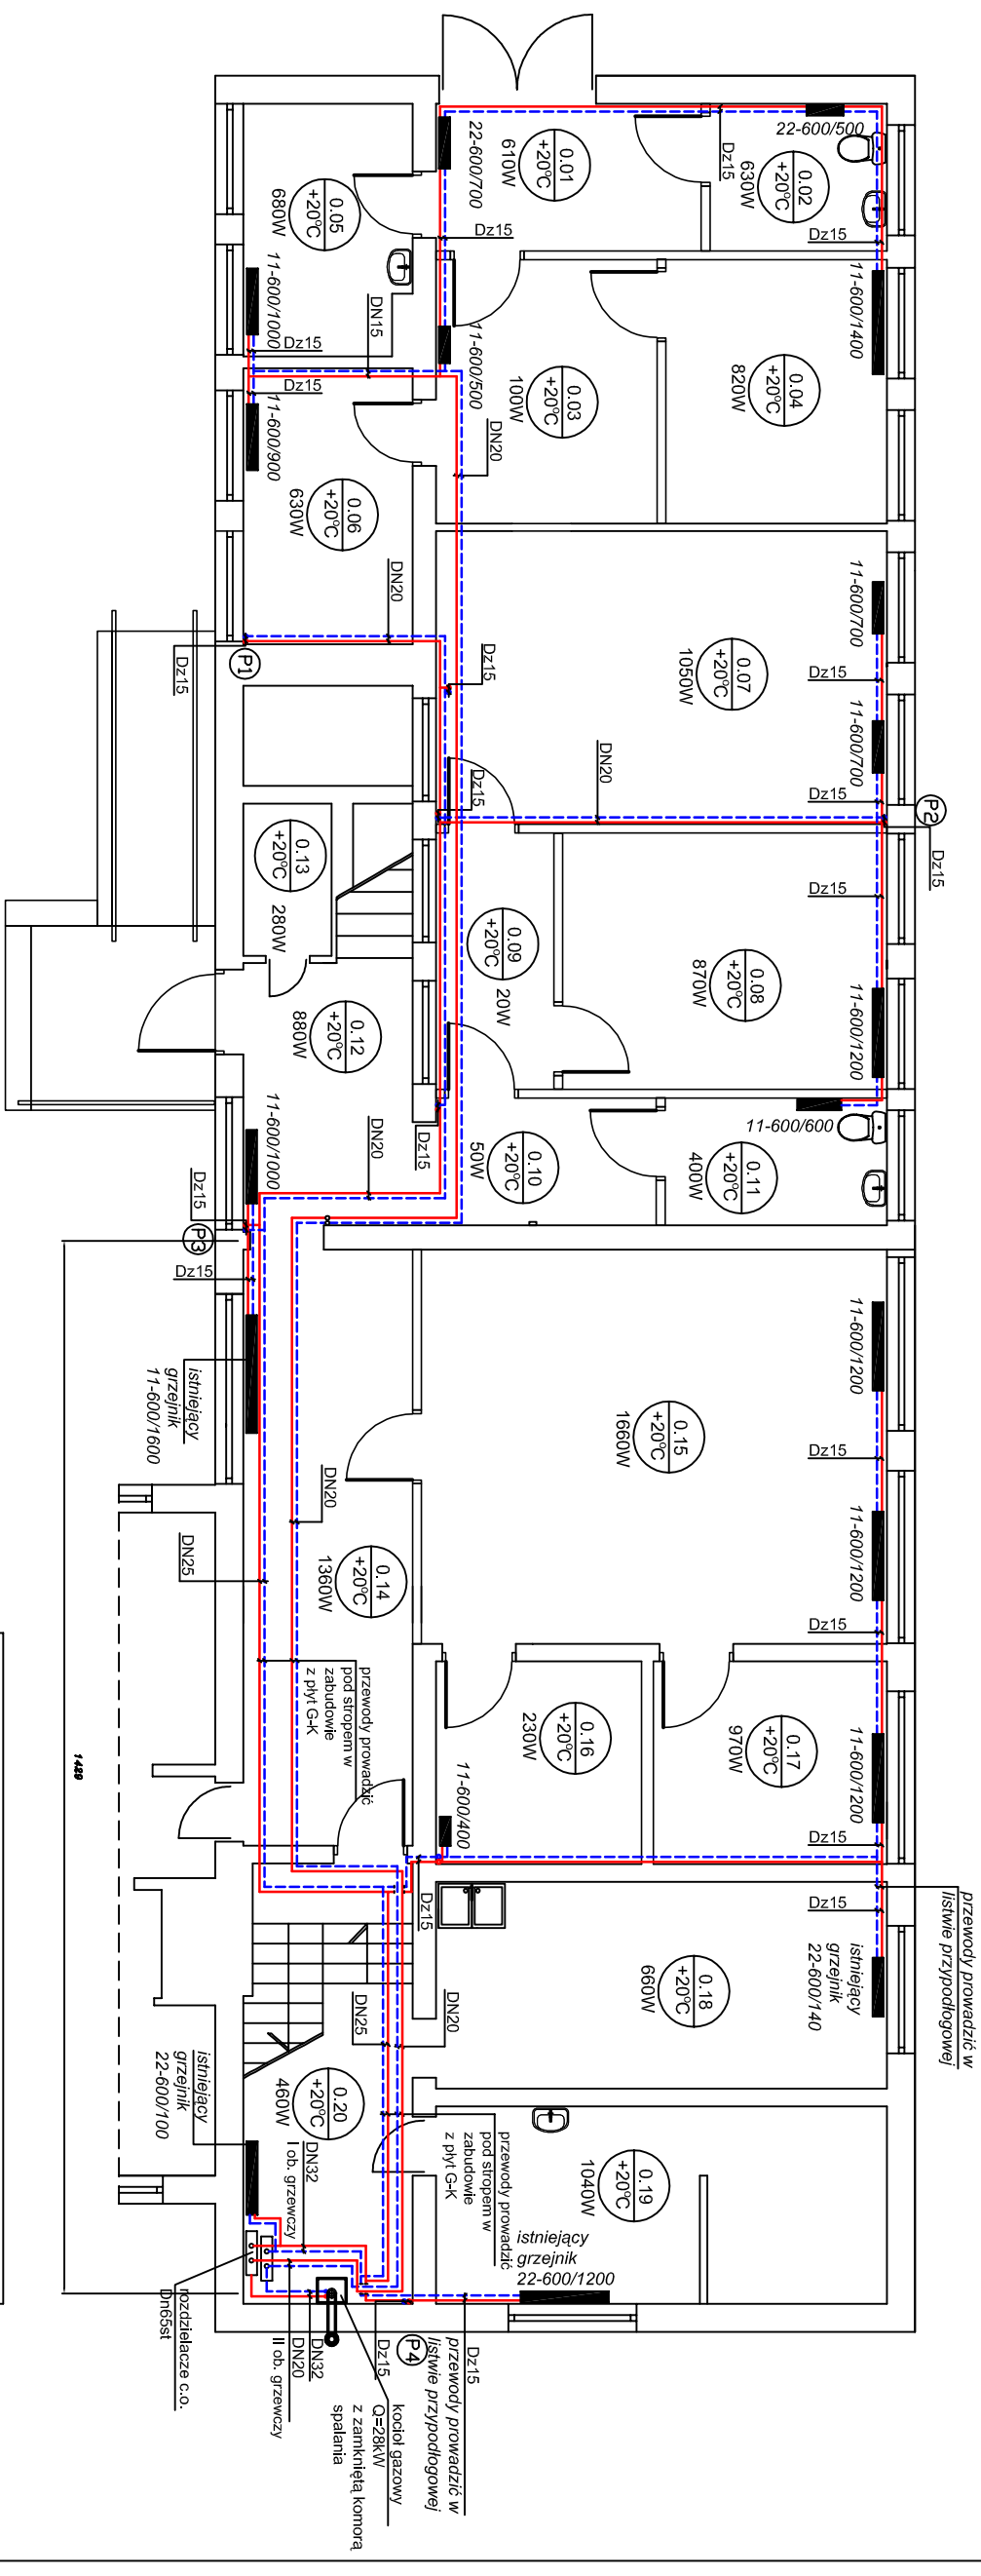 22-600/500
Dz15
0.02
+20°C
630W
Dz15
0.01
+20°C
610W
22-600/700
Dz15
0.05
+20°C
680W
11-600/1000
Dz15
DN15
Dz15
11-600/900
11-600/1400
0.04
+20°C
820W
0.03
+20°C
100W
11-600/500
DN20
0.06
+20°C
630W
DN20
P1
Dz15
Dz15
11-600/700
0.07
+20°C
1050W
Dz15
11-600/700
Dz15
DN20
Dz15
P2
Dz15
0.13
+20°C
280W
Dz15
0.09
+20°C
20W
0.08
+20°C
870W
11-600/1200
0.12
+20°C
880W
11-600/600
11-600/1000
DN20
Dz15
0.10
+20°C
50W
0.11
+20°C
400W
Dz15
P3
Dz15
istniejący
grzejnik
11-600/1600
11-600/1200
0.15
+20°C
1660W
Dz15
11-600/1200
DN20
DN25
0.14
+20°C
1360W
Dz15
przewody prowadzić
pod stropem w
zabudowie
z płyt G-K
0.16
+20°C
230W
0.17
+20°C
970W
11-600/1200
11-600/400
Dz15
1429
Dz15
Dz15
przewody prowadzić w
listwie przypodłogowej
istniejący
grzejnik
22-600/140
0.18
+20°C
660W
DN20
DN25
0.20
+20°C
460W
istniejący
grzejnik
22-600/100
DN32
I ob. grzewczy
przewody prowadzić
pod stropem w
zabudowie
z płyt G-K
0.19
+20°C
1040W
istniejący
grzejnik
22-600/1200
rozdzielacze c.o.
Dn65st
DN32
DN20
II ob. grzewczy
Dz15
P4
Dz15
przewody prowadzić w
listwie przypodłogowej
kocioł gazowy
Q=28kW
z zamkniętą komorą
spalania